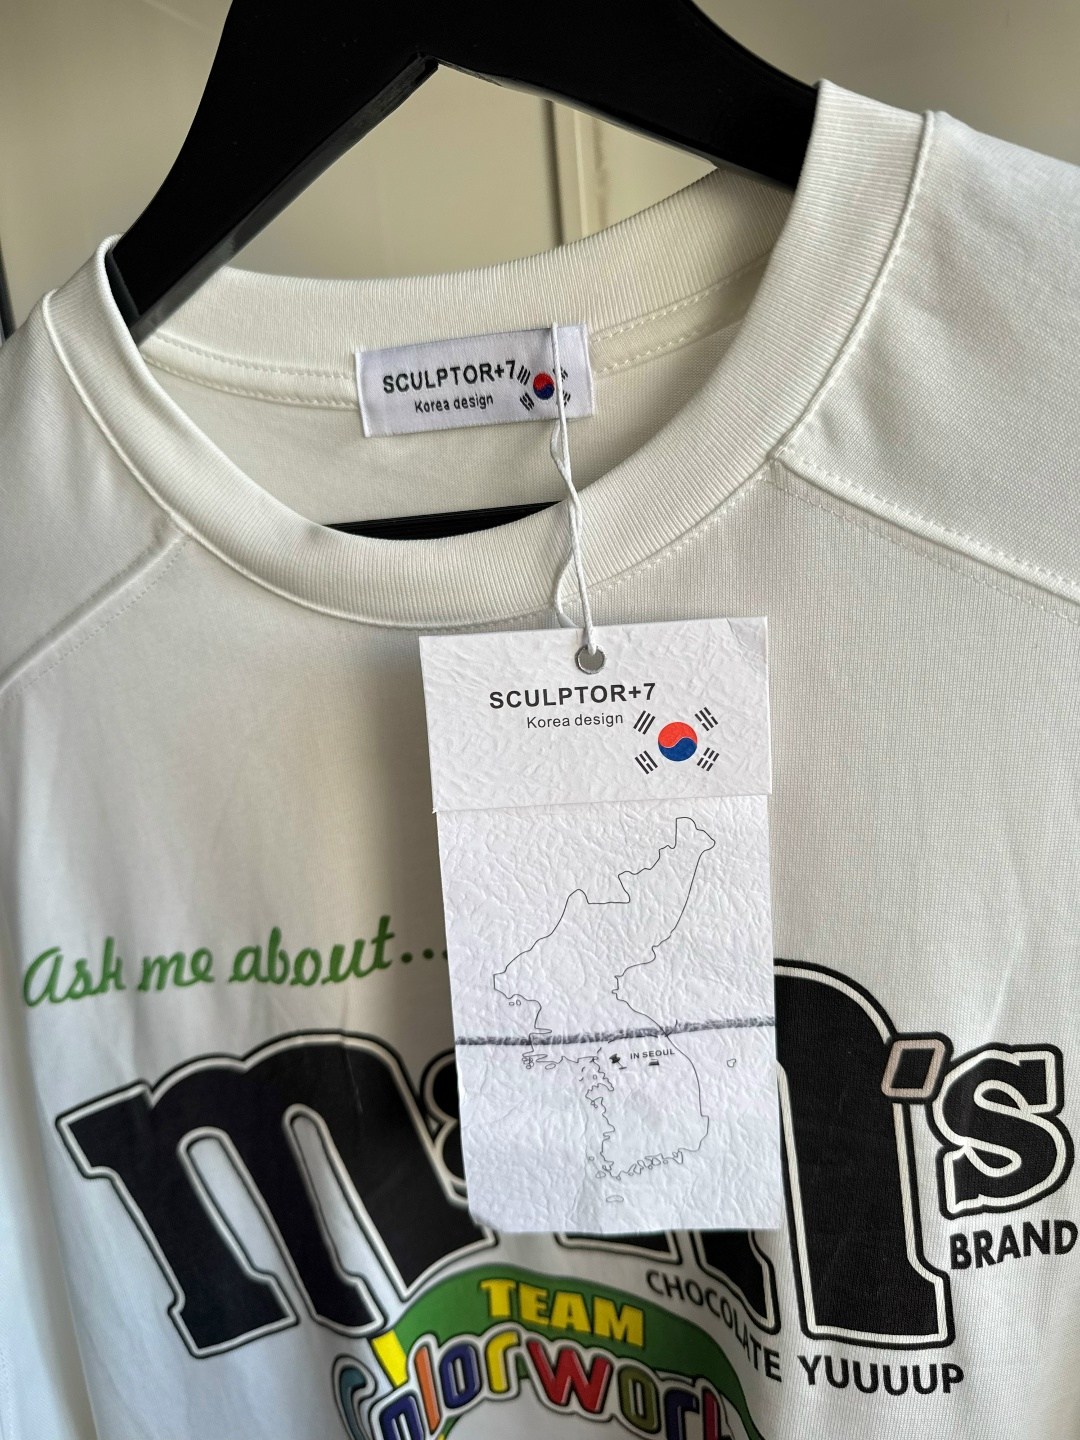 SCULPTOR+7
Korea design
SCULPTOR+7
Korea design
IN SEOUL
Ask me about...
's
BRAND
CHOCOLATE YUUUUP
TEAM